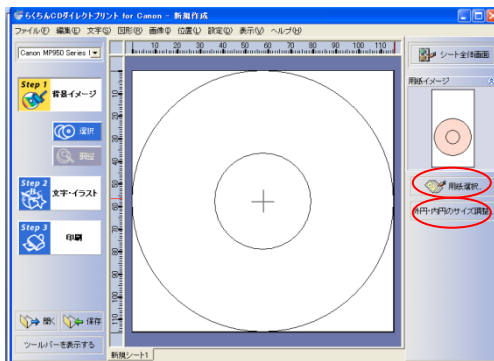 らくちんCDダイレクトプリント for Canon - 新規作成
ファイル(F) 編集(E) 文字(S) 図形(R) 画像(I) 位置(L) 設定(O) 表示(V) ヘルプ(H)
Canon MP950 Series
シート全体画面
10 20 30 40 50 60 70 80 90 100 110
用紙イメージ
Step 1
背景イメージ
選択
調整
用紙選択...
外円・内円のサイズ調整
Step 2
文字・イラスト
Step 3
印刷
開く 保存
ツールバーを表示する
新規シート1